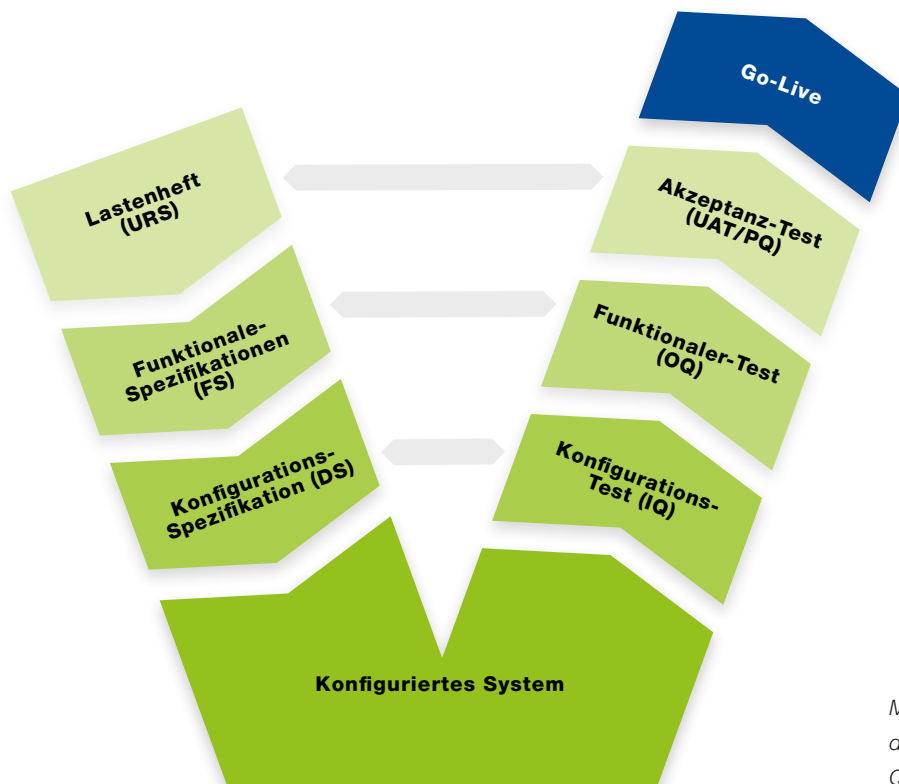 Go-Live
Lastenheft
(URS)
Akzeptanz-Test
(UAT/PQ)
Funktionale-
Spezifikationen
(FS)
Funktionaler-Test
(OQ)
Konfigurations-
Spezifikation (DS)
Konfigurations-
Test (IQ)
Konfiguriertes System